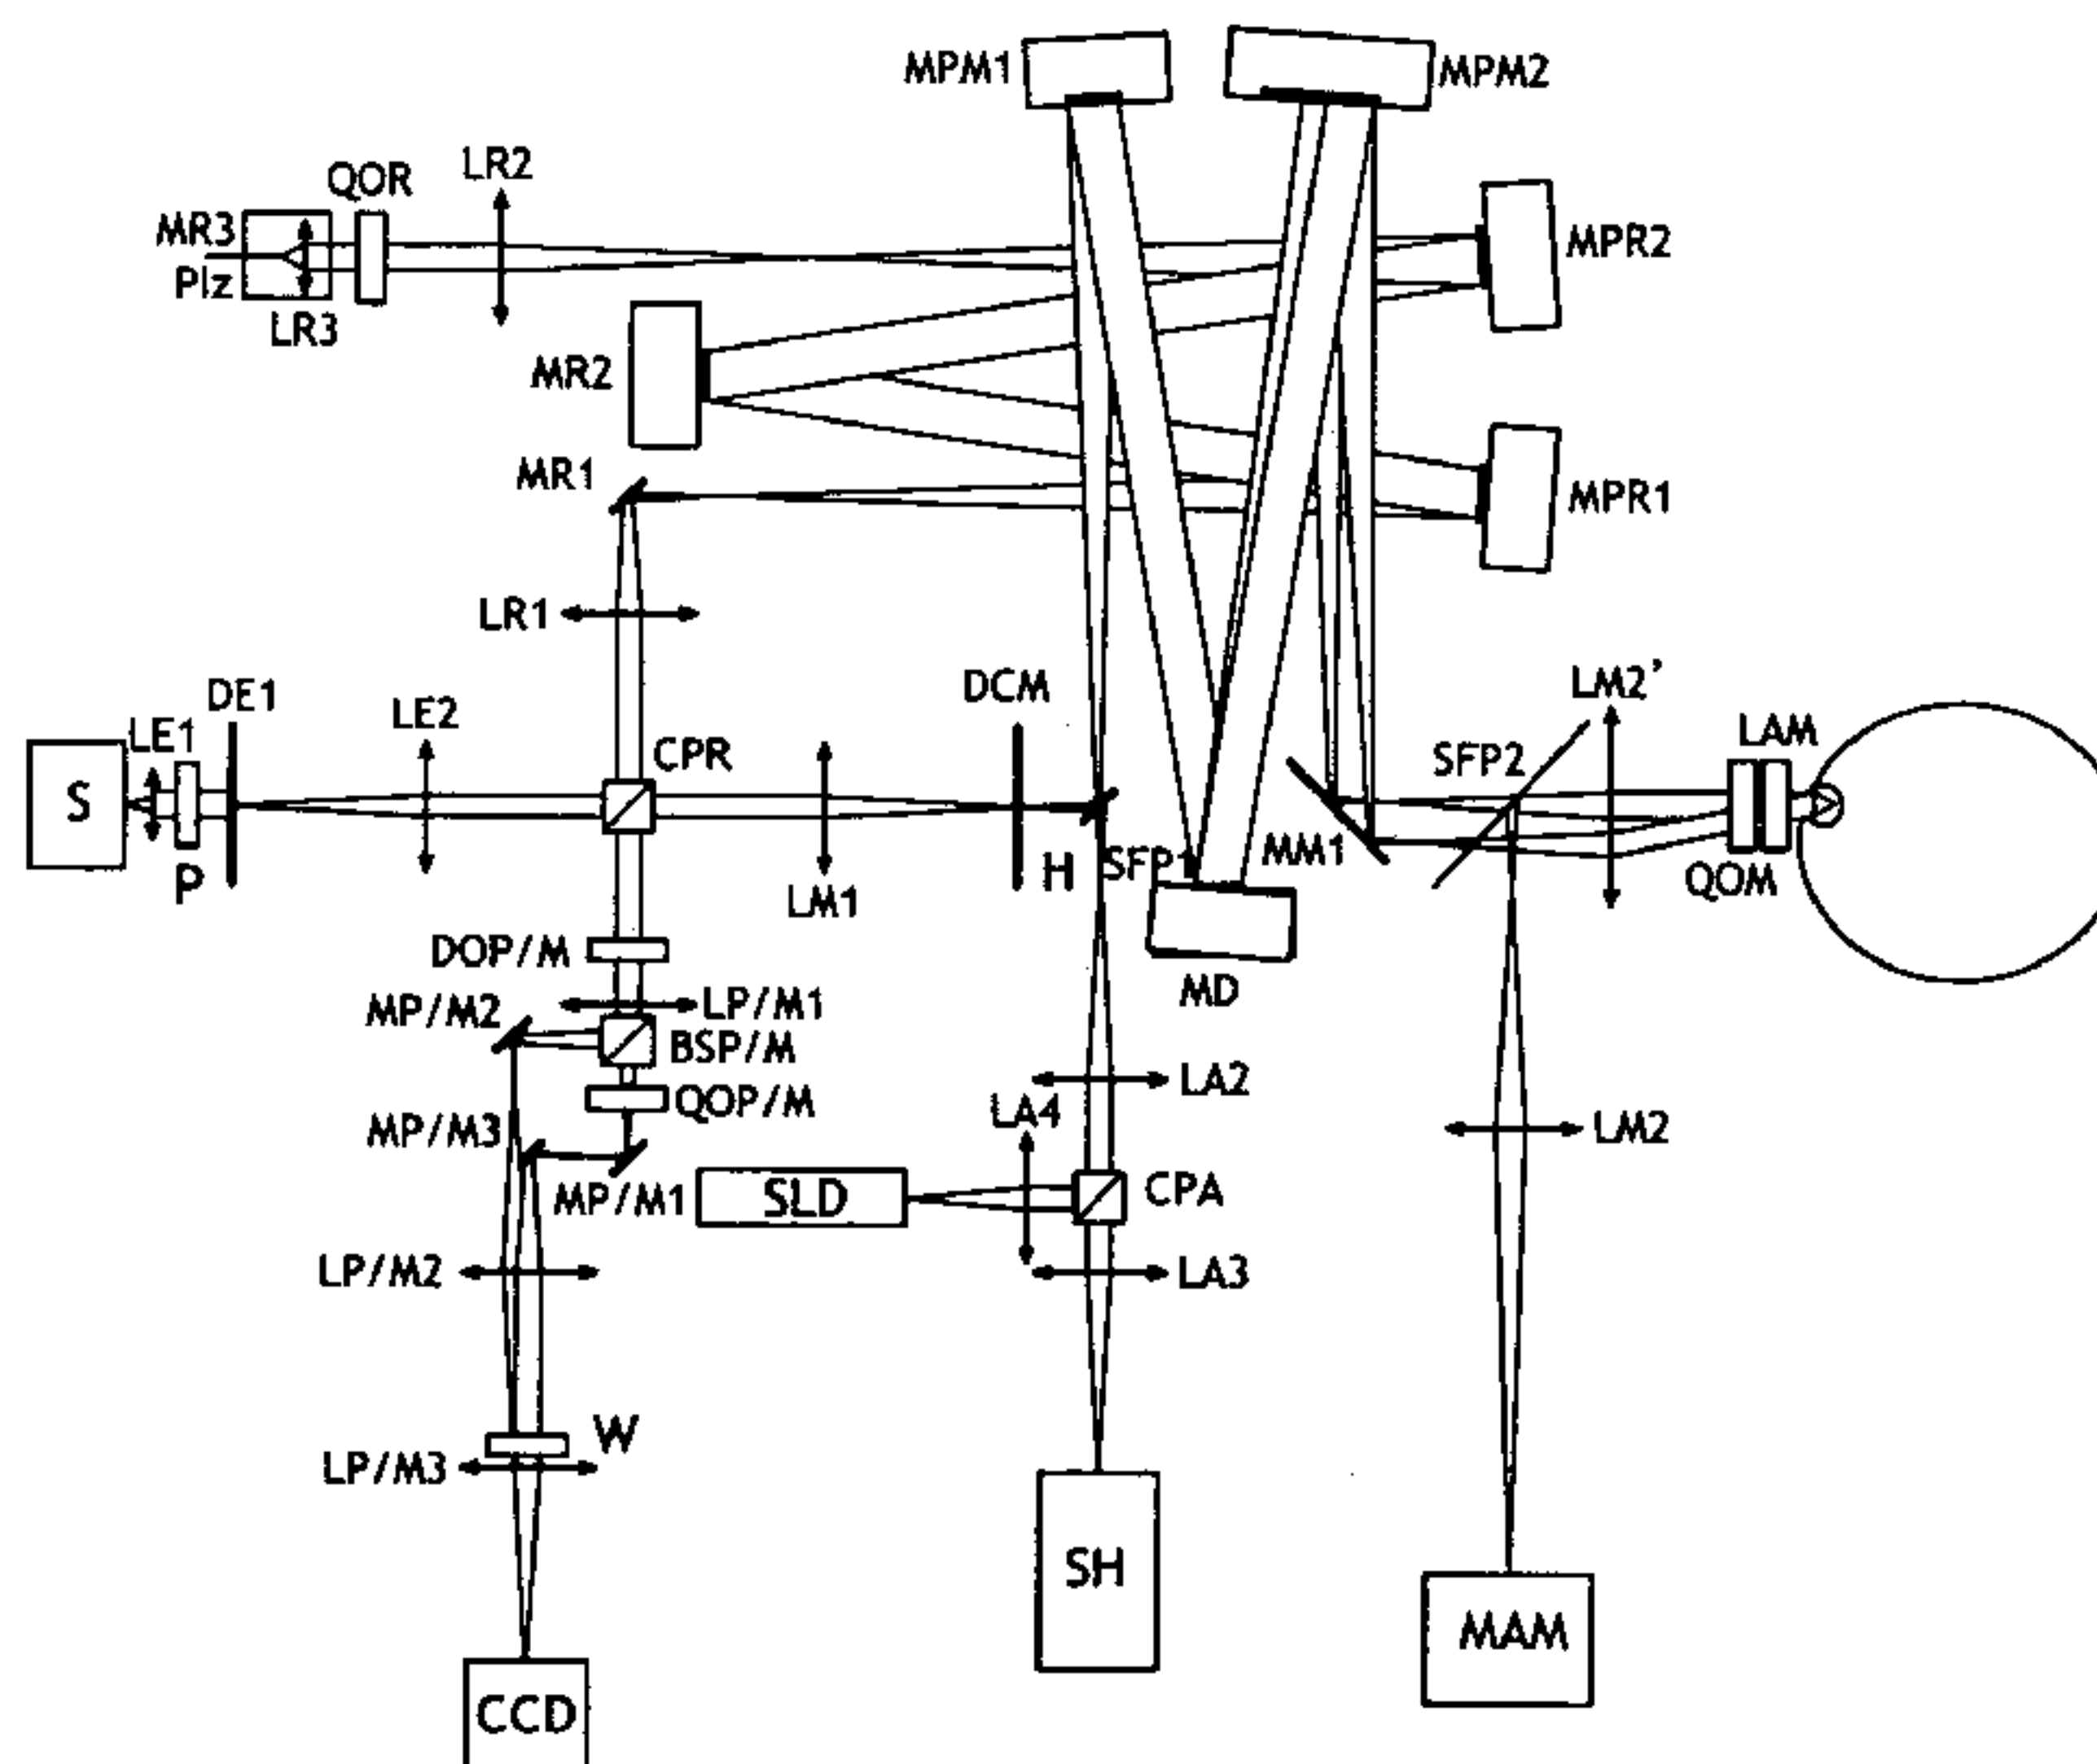 MPM1
MPM2
LR2
QOR
MR3
Plz
LR3
MPR2
MR2
MR1
MPR1
LR1
DE1
LE1
LE2
CPR
DCM
LM2’
LAM
SFP2
S
P
LM1
H
SFP1
MM1
QOM
DOP/M
MD
MP/M2
LP/M1
BSP/M
LA2
QOP/M
LA4
MP/M3
LM2
MP/M1
SLD
CPA
LP/M2
LA3
W
LP/M3
SH
MAM
CCD